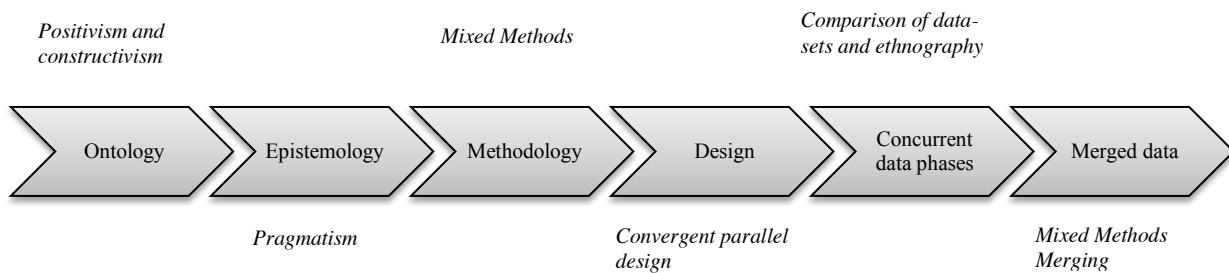 Positivism and
constructivism
Mixed Methods
Comparison of data-
sets and ethnography
Ontology
Epistemology
Methodology
Design
Concurrent
data phases
Merged data
Pragmatism
Convergent parallel
design
Mixed Methods
Merging